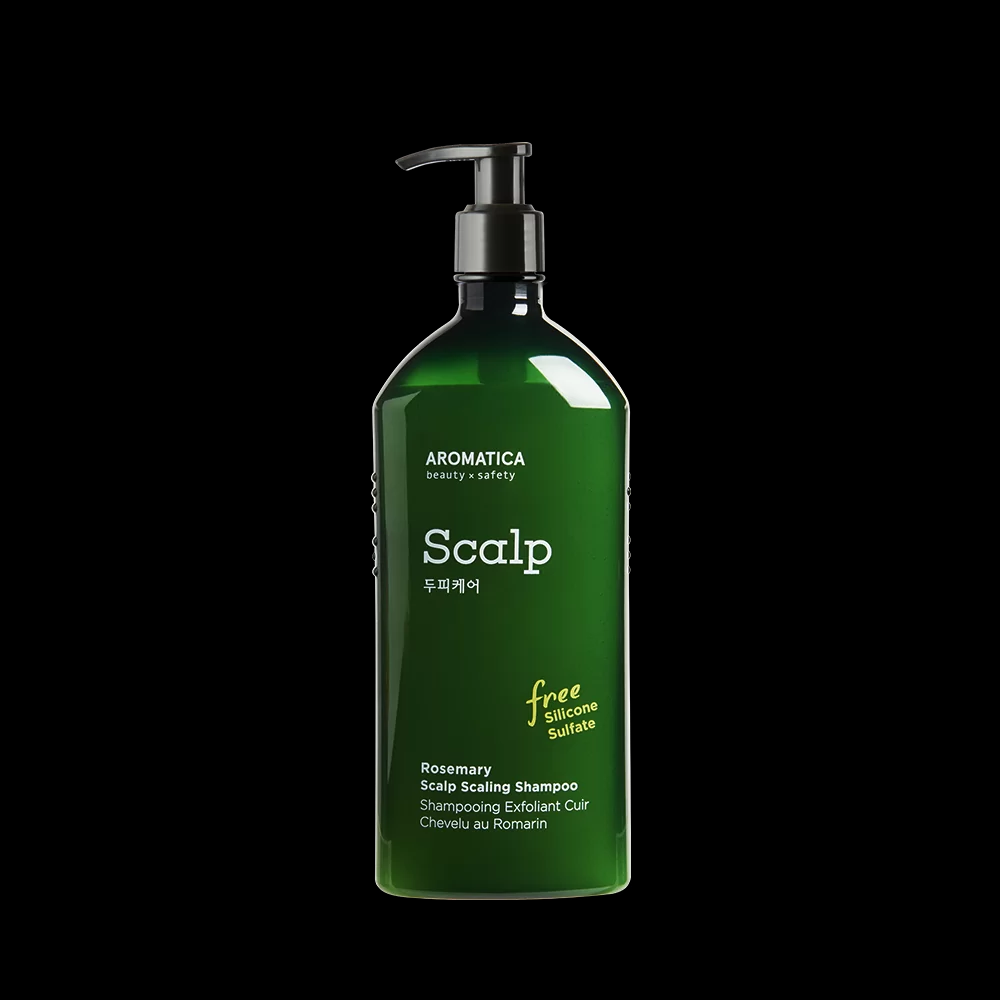 AROMATICA
beauty × safety
Scalp
두피케어
free
Silicone
Sulfate
Rosemary
Scalp Scaling Shampoo
Shampooing Exfoliant Cuir
Chevelu au Romarin